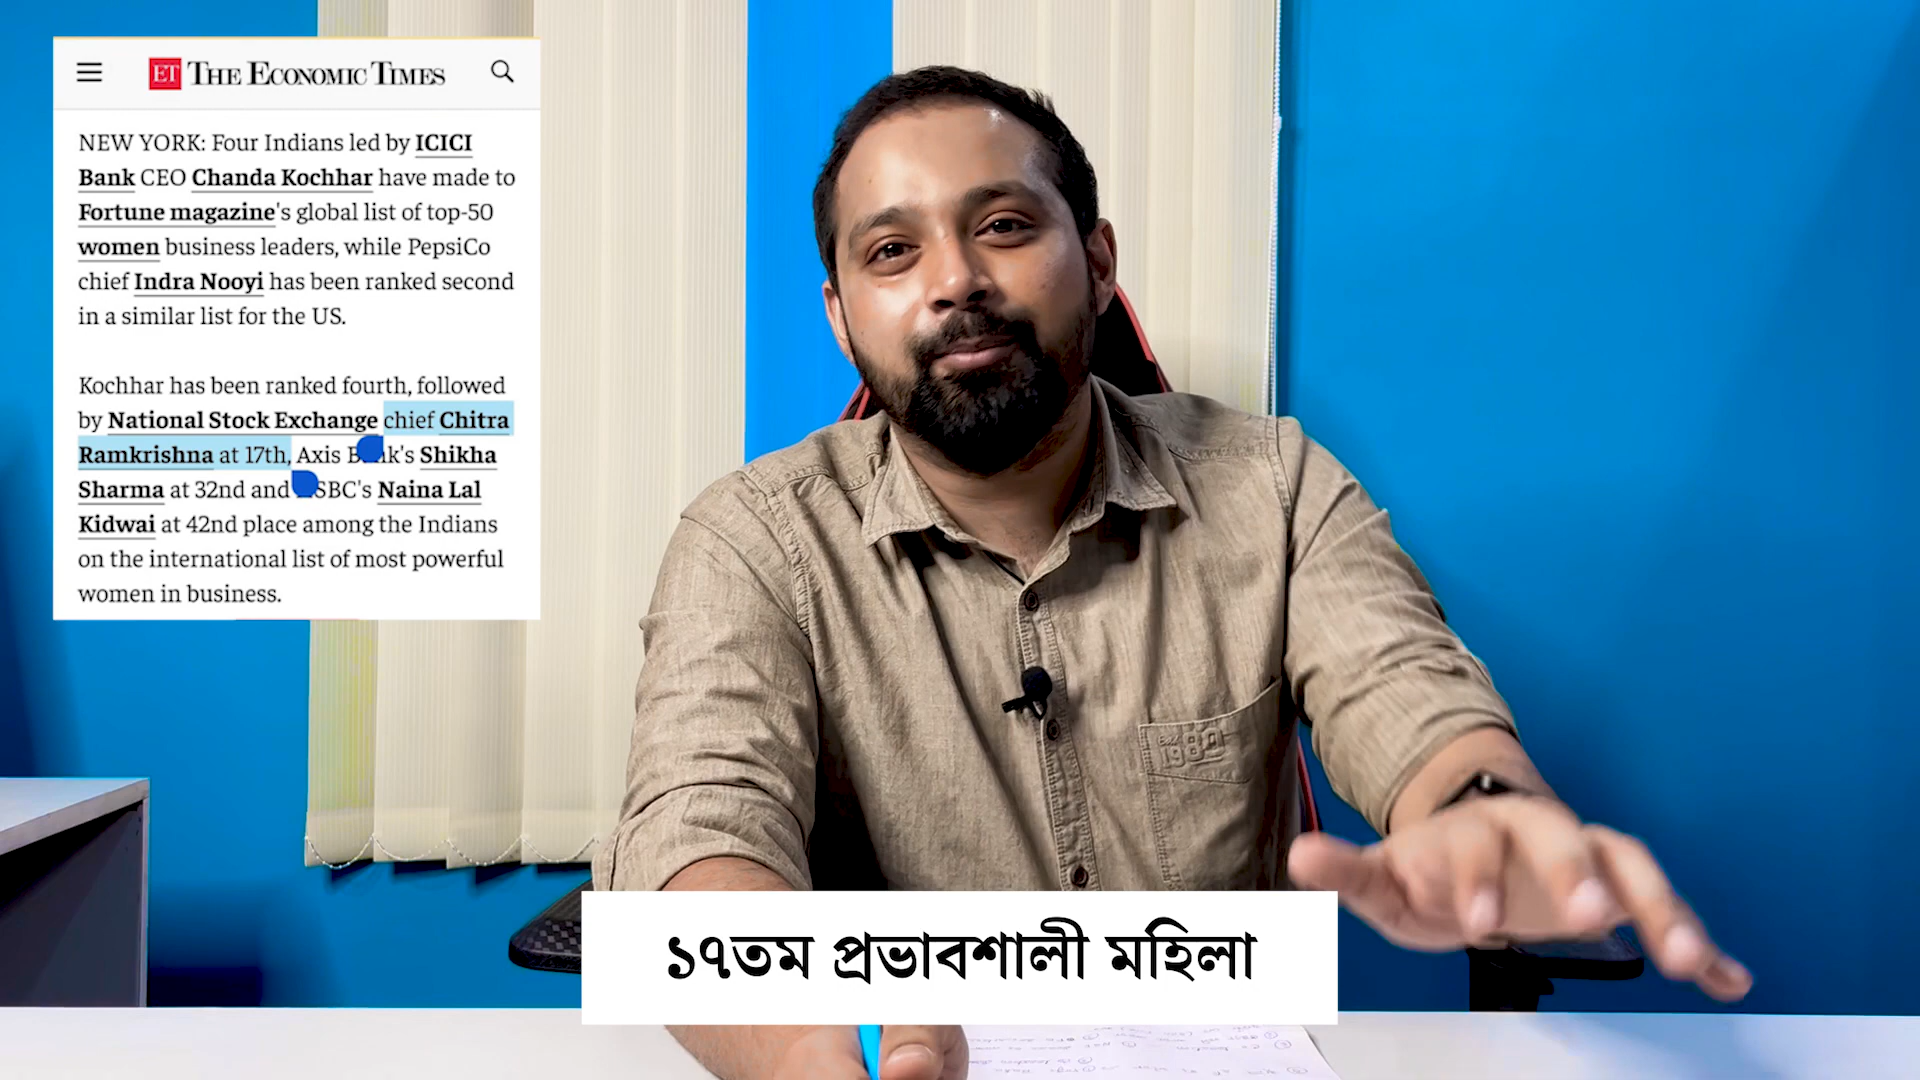 ET THE ECONOMIC TIMES
NEW YORK: Four Indians led by ICICI
Bank CEO Chanda Kochhar have made to
Fortune magazine's global list of top-50
women business leaders, while PepsiCo
chief Indra Nooyi has been ranked second
in a similar list for the US.
Kochhar has been ranked fourth, followed
by National Stock Exchange chief Chitra
Ramkrishna at 17th, Axis Bank's Shikha
Sharma at 32nd and HSBC's Naina Lal
Kidwai at 42nd place among the Indians
on the international list of most powerful
women in business.
1980
১৭তম প্রভাবশালী মহিলা